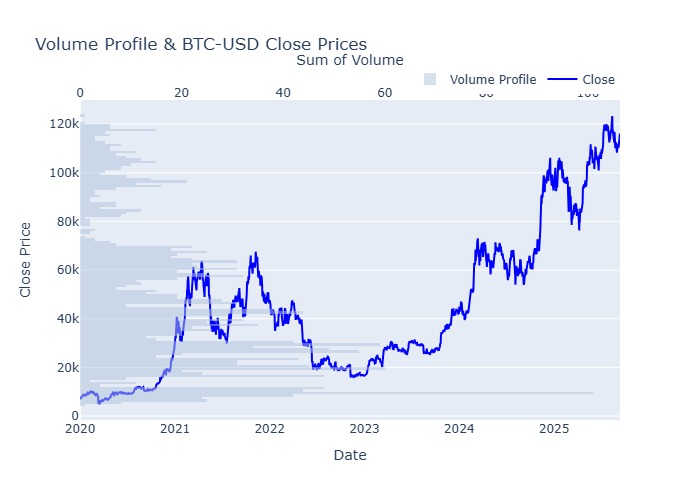 Volume Profile & BTC-USD Close Prices
Sum of Volume
Volume Profile
Close
0 20 40 60 80 100
120k
100k
80k
60k
40k
20k
0
Close Price
2020 2021 2022 2023 2024 2025
Date